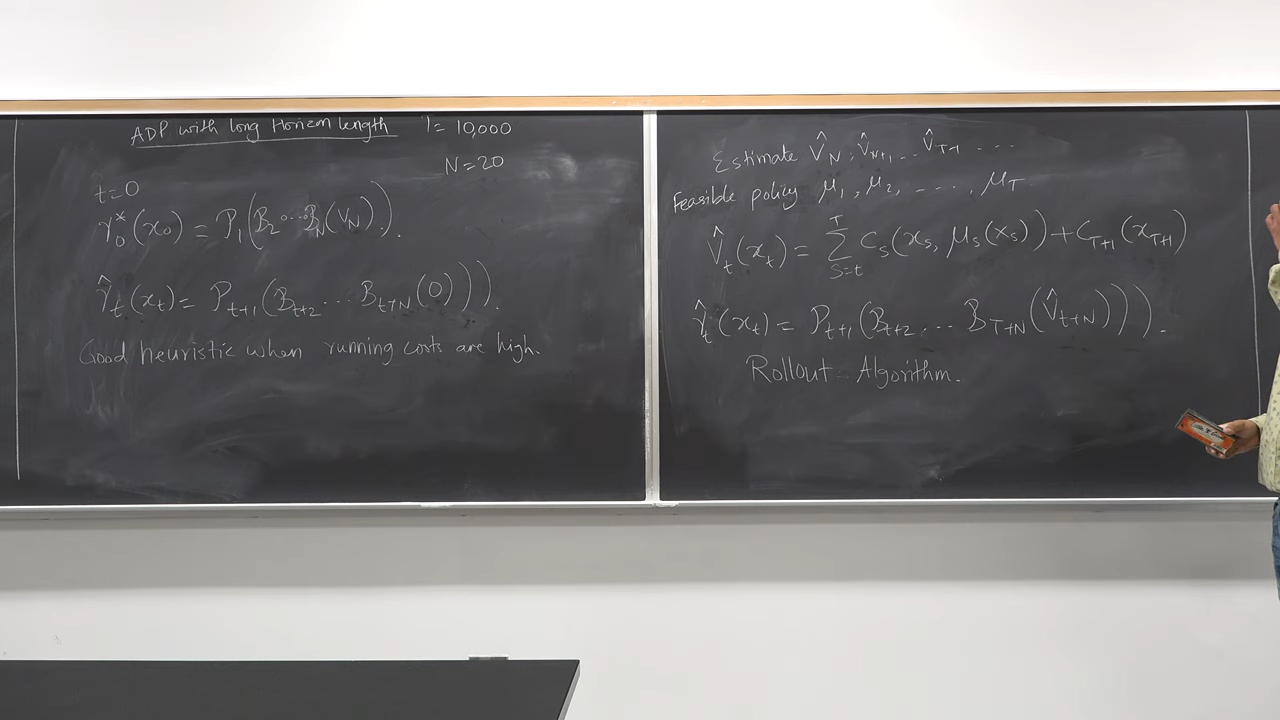 ADP with long Horizon length T = 10,000
N = 20
t=0
γ₀*(x₀) = P₁(B₂ ... B_N(V_N)).
γ̂_t(x_t) = P_{t+1}(B_{t+2} ... B_{t+N}(0))).
Good heuristic when running costs are high.
Estimate V̂_N, V̂_{N+1} ... V̂_{T+1} ....
Feasible policy μ₁, μ₂, ....., μ_T.
V̂_t(x_t) = Σ_{s=t}^{T} C_s(x_s, μ_s(x_s)) + C_{T+1}(x_{T+1})
γ̂_t(x_t) = P_{t+1}(B_{t+2} ... B_{T+N}(V̂_{t+N}))).
Rollout Algorithm.